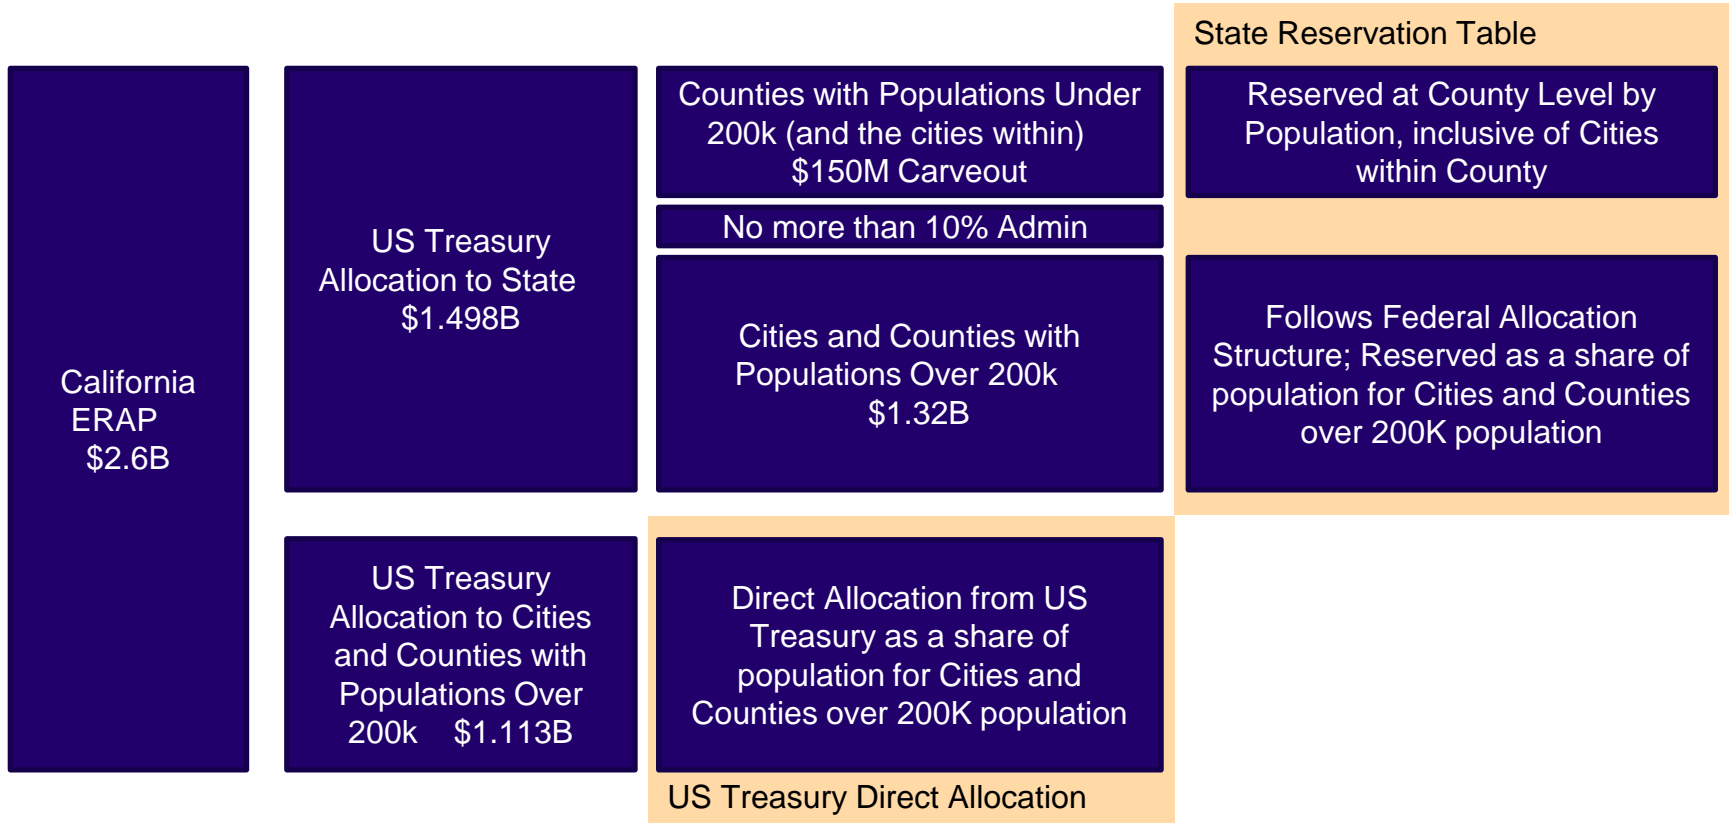 State Reservation Table
California
ERAP
$2.6B
US Treasury
Allocation to State
$1.498B
Counties with Populations Under
200k (and the cities within)
$150M Carveout
Reserved at County Level by
Population, inclusive of Cities
within County
No more than 10% Admin
Cities and Counties with
Populations Over 200k
$1.32B
Follows Federal Allocation
Structure; Reserved as a share of
population for Cities and Counties
over 200K population
US Treasury
Allocation to Cities
and Counties with
Populations Over
200k $1.113B
Direct Allocation from US
Treasury as a share of
population for Cities and
Counties over 200K population
US Treasury Direct Allocation